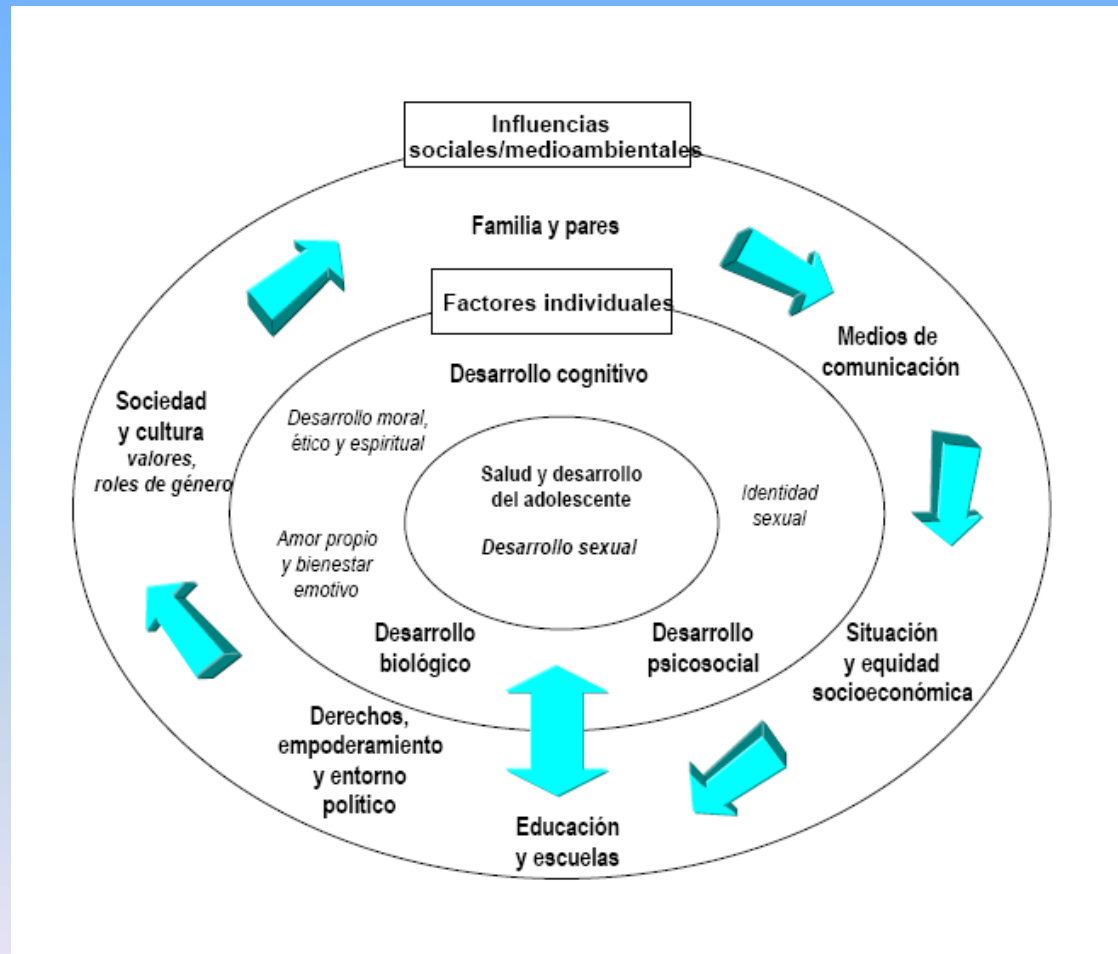 Influencias
sociales/medioambientales
Familia y pares
Factores individuales
Medios de
comunicación
Desarrollo cognitivo
Sociedad
y cultura
valores,
roles de género
Desarrollo moral,
ético y espiritual
Salud y desarrollo
del adolescente
Desarrollo sexual
Identidad
sexual
Amor propio
y bienestar
emotivo
Desarrollo
biológico
Desarrollo
psicosocial
Situación
y equidad
socioeconómica
Derechos,
empoderamiento
y entorno
político
Educación
y escuelas